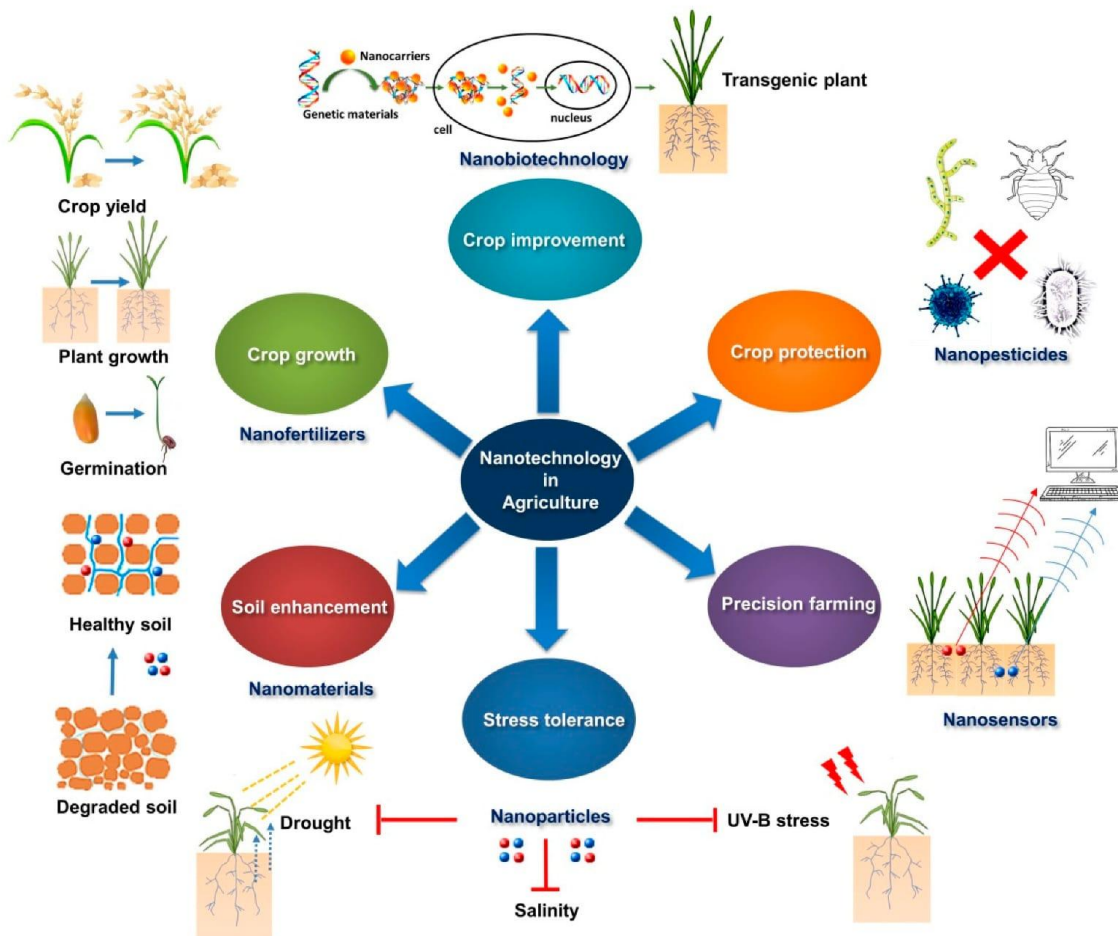 Nanocarriers
Genetic materials
cell
nucleus
Transgenic plant
Nanobiotechnology
Crop yield
Crop improvement
Plant growth
Crop growth
Crop protection
Nanopesticides
Nanofertilizers
Germination
Nanotechnology
in
Agriculture
Healthy soil
Soil enhancement
Precision farming
Nanomaterials
Stress tolerance
Nanosensors
Degraded soil
Drought
Nanoparticles
UV-B stress
Salinity